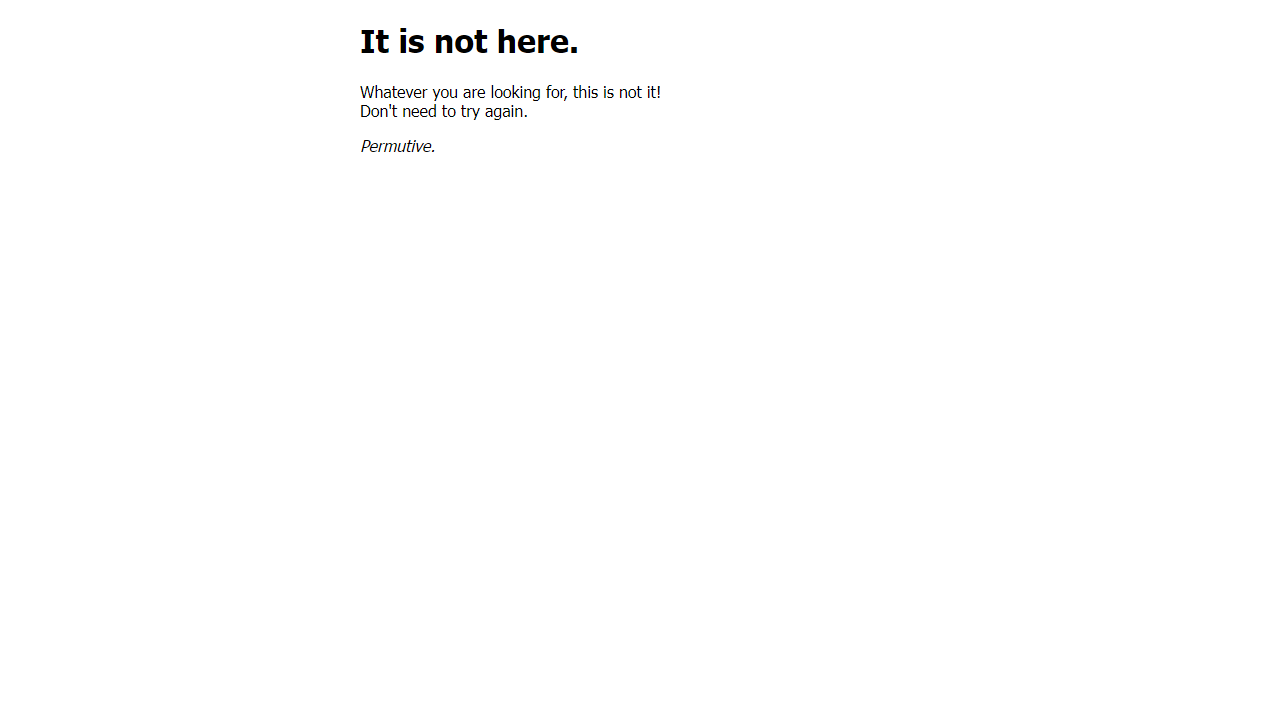 It is not here.
Whatever you are looking for, this is not it!
Don't need to try again.
Permutive.